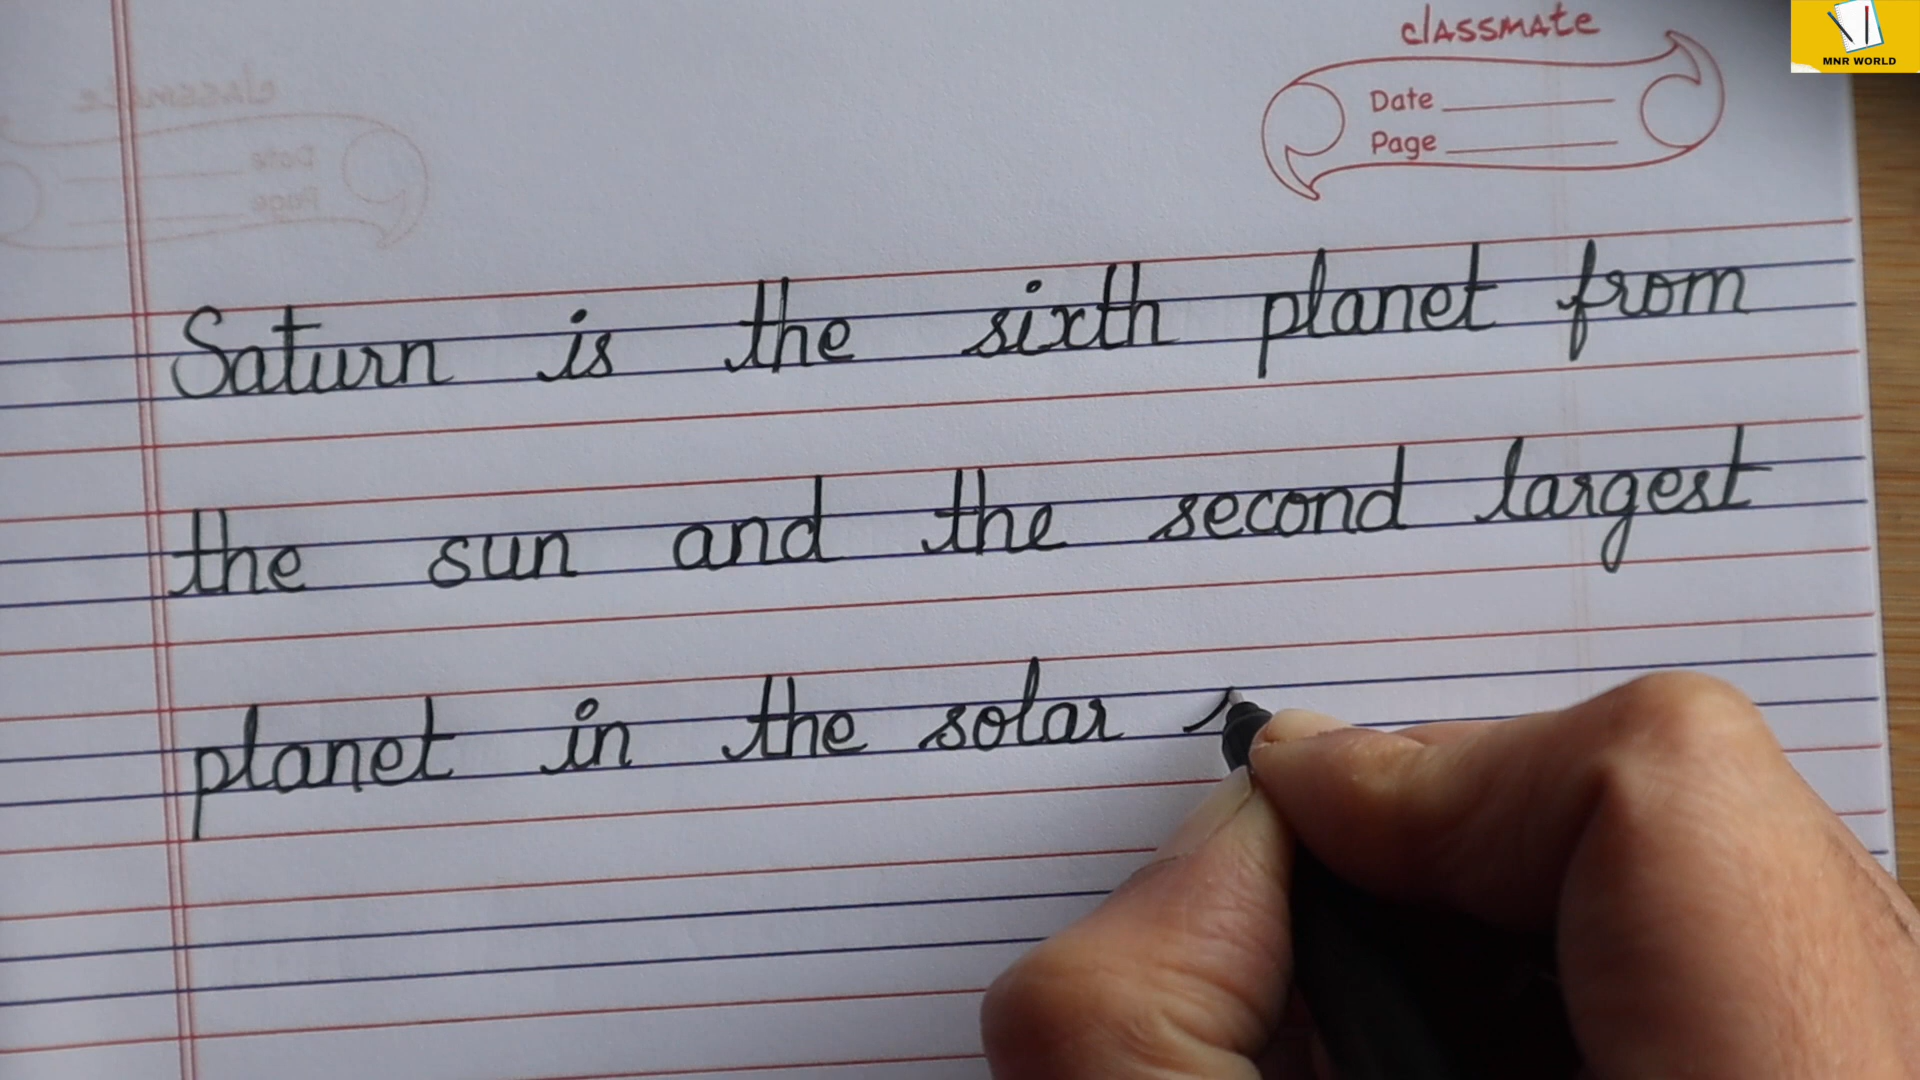 classmate
Date
Page
MNR WORLD
Saturn is the sixth planet from
the sun and the second largest
planet in the solar s